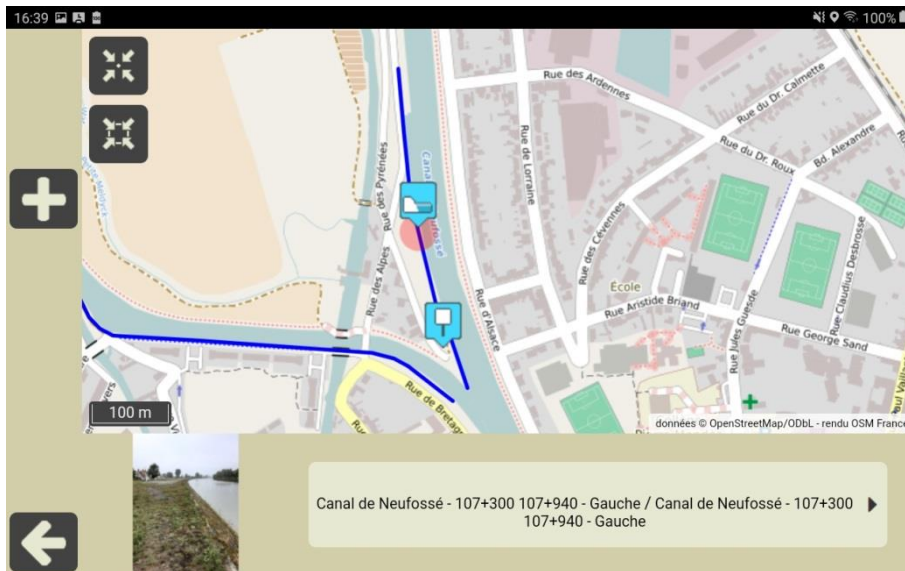 16:39
100%
Rue des Ardennes
Rue du Dr. Calmette
Rue du Dr. Roux
Bd. Alexandre
Rue des Pyrénées
Rue de Lorraine
Rue des Cévennes
Rue des Alpes
Rue d'Alsace
École
Rue Aristide Briand
Rue Jules Guesde
Rue Claudius Desbrosse
Rue George Sand
Rue de Bretagn
100 m
données © OpenStreetMap/ODbL - rendu OSM France
Canal de Neufossé - 107+300 107+940 - Gauche / Canal de Neufossé - 107+300
107+940 - Gauche